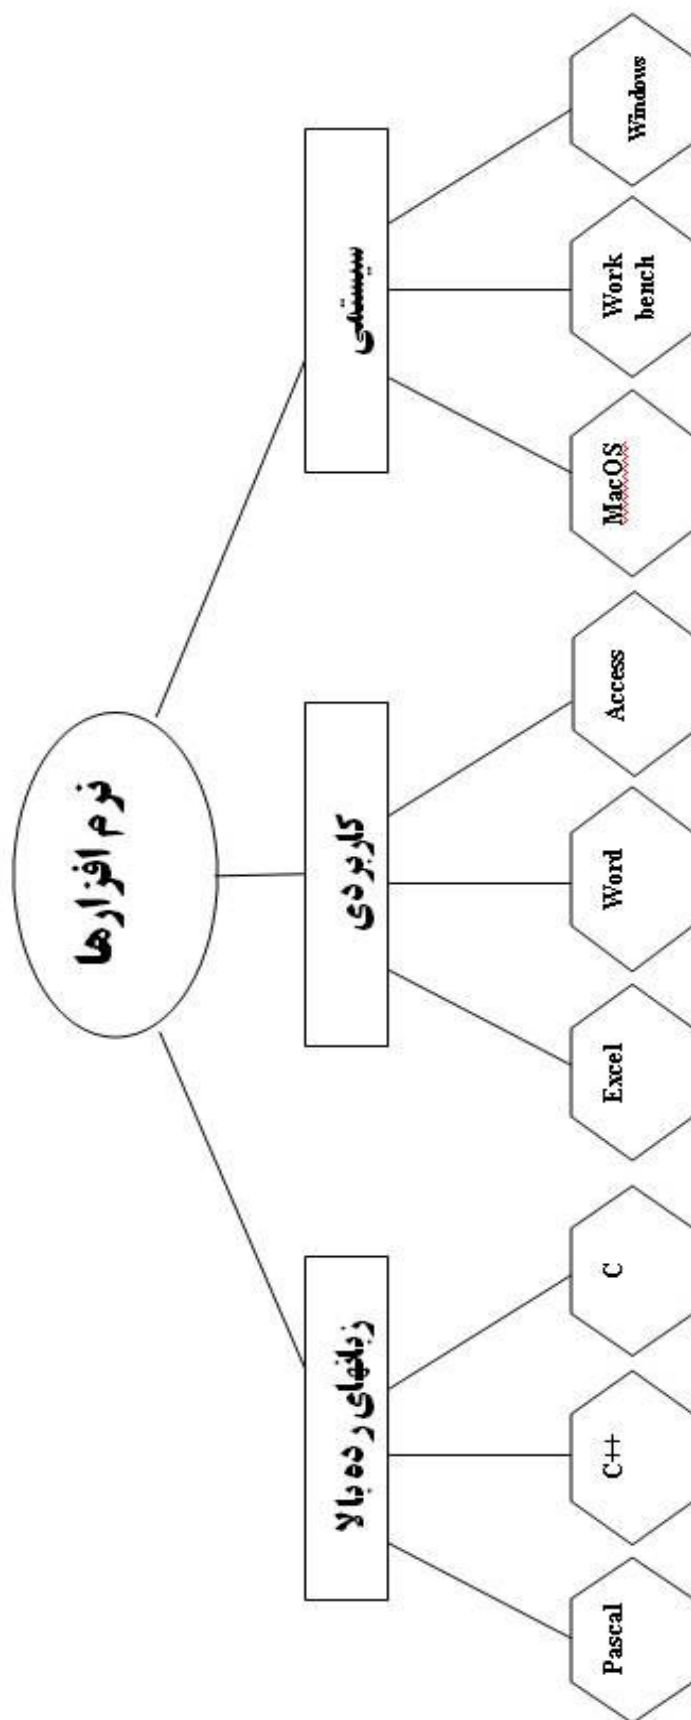 نرم افزارها
سیستمی
کاربردی
زبانهای رده بالا
Windows
Work
bench
MacOS
Access
Word
Excel
C
C++
Pascal